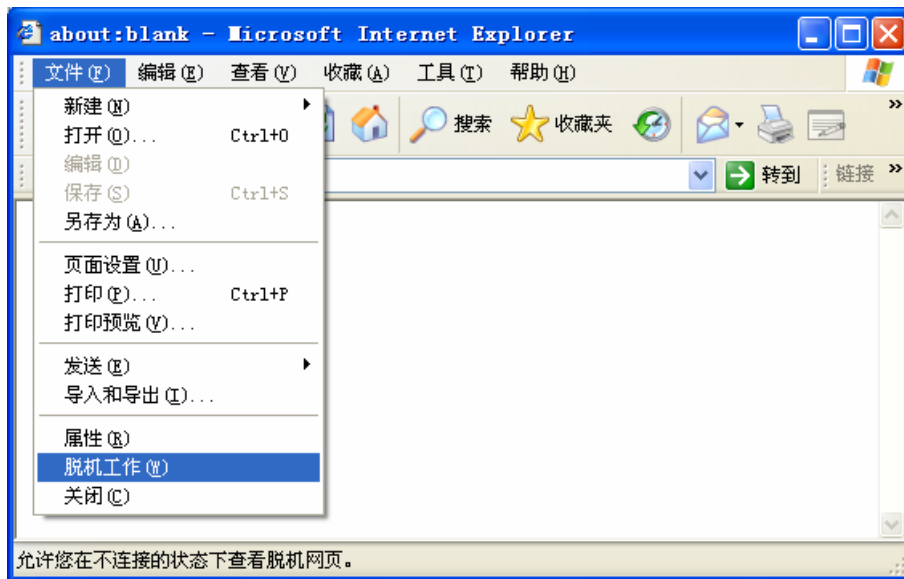 about:blank - Microsoft Internet Explorer
文件(F) 编辑(E) 查看(V) 收藏(A) 工具(T) 帮助(H)
搜索 收藏夹 »
转到 链接 »
新建(N)
打开(O)... Ctrl+O
编辑(D)
保存(S) Ctrl+S
另存为(A)...
页面设置(U)...
打印(P)... Ctrl+P
打印预览(V)...
发送(E)
导入和导出(I)...
属性(R)
脱机工作(W)
关闭(C)
允许您在不连接的状态下查看脱机网页。